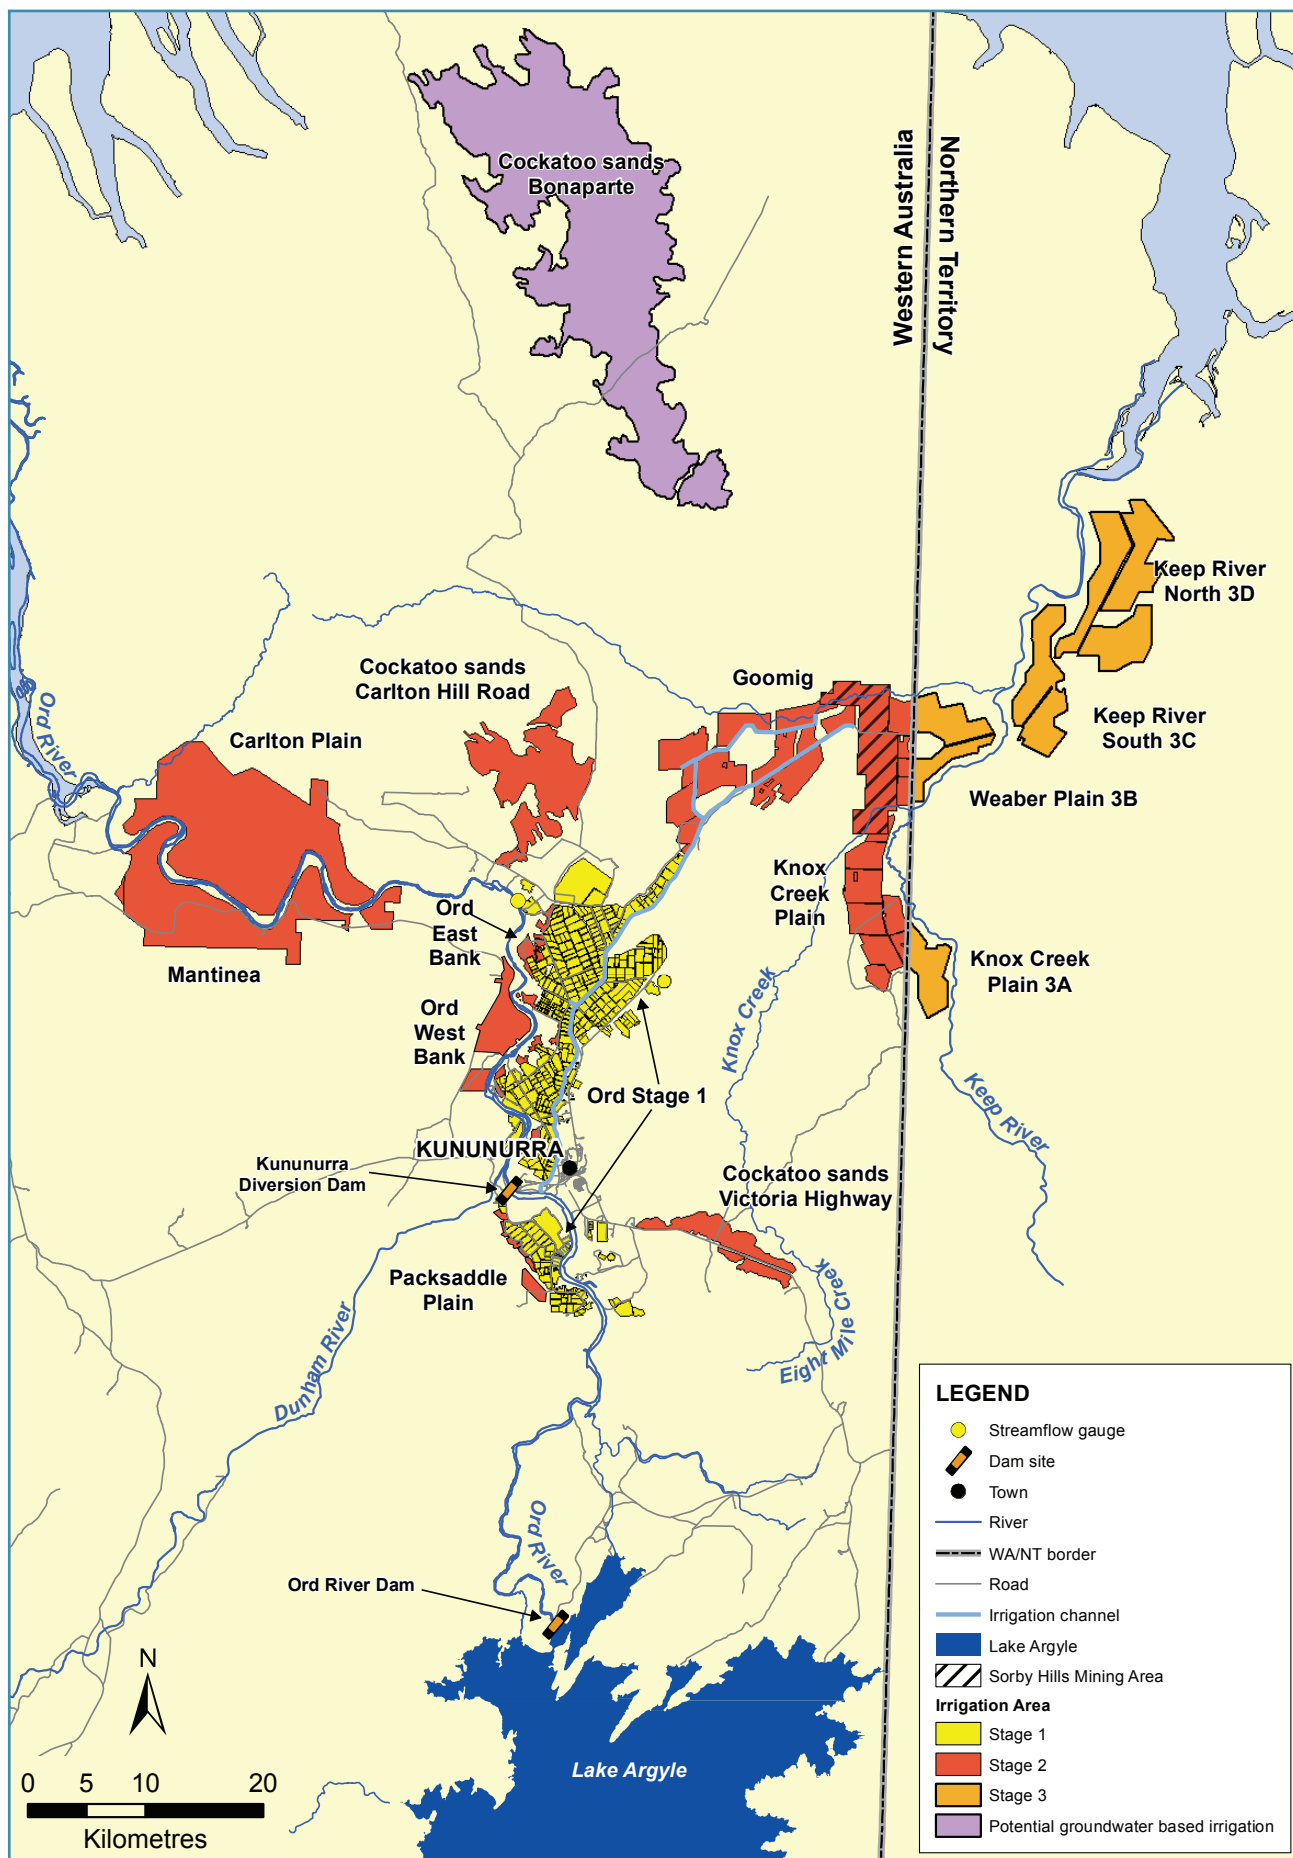 Cockatoo sands
Bonaparte
Western Australia
Northern Territory
Keep River
North 3D
Cockatoo sands
Carlton Hill Road
Goomig
Ord River
Carlton Plain
Keep River
South 3C
Weaber Plain 3B
Knox
Creek
Plain
Ord
East
Bank
Mantinea
Knox Creek
Plain 3A
Ord
West
Bank
Knox Creek
Ord Stage 1
Keep River
KUNUNURRA
Kununurra
Diversion Dam
Cockatoo sands
Victoria Highway
Packsaddle
Plain
Eight Mile Creek
Dunham River
Ord River
Ord River Dam
Lake Argyle
N
0 5 10 20
Kilometres
LEGEND
Streamflow gauge
Dam site
Town
River
WA/NT border
Road
Irrigation channel
Lake Argyle
Sorby Hills Mining Area
Irrigation Area
Stage 1
Stage 2
Stage 3
Potential groundwater based irrigation